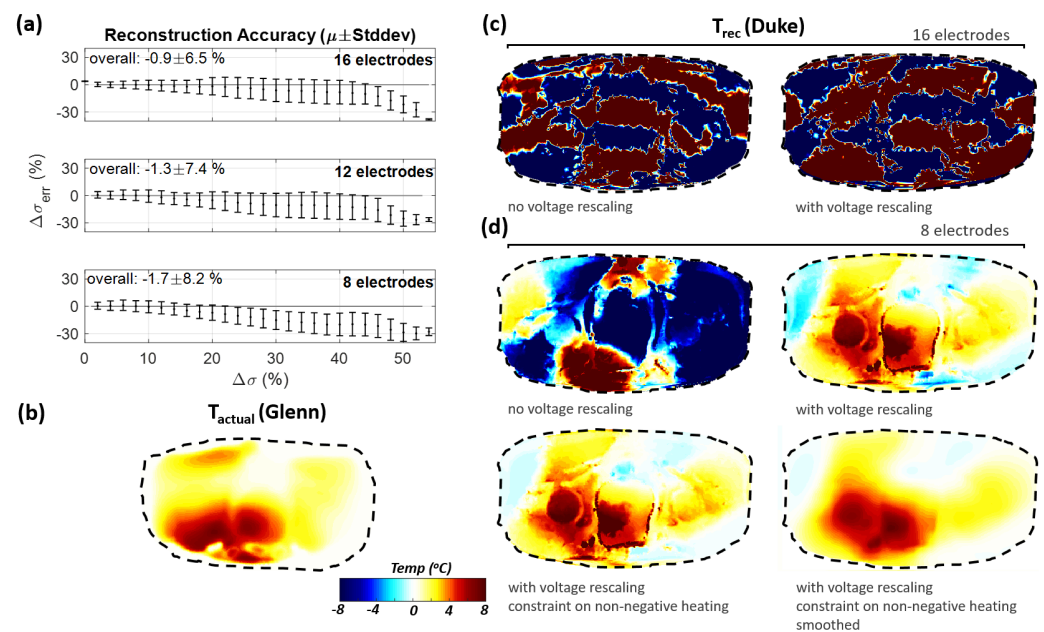 (a)
Reconstruction Accuracy (μ±Stddev)
30
0
-30
overall: -0.9±6.5 %
16 electrodes
30
0
-30
overall: -1.3±7.4 %
12 electrodes
30
0
-30
overall: -1.7±8.2 %
8 electrodes
Δσerr (%)
0 10 20 30 40 50
Δσ (%)
(b)
Tactual (Glenn)
Temp (ºC)
-8 -4 0 4 8
(c)
Trec (Duke)
16 electrodes
no voltage rescaling
with voltage rescaling
(d)
8 electrodes
no voltage rescaling
with voltage rescaling
with voltage rescaling
constraint on non-negative heating
with voltage rescaling
constraint on non-negative heating
smoothed